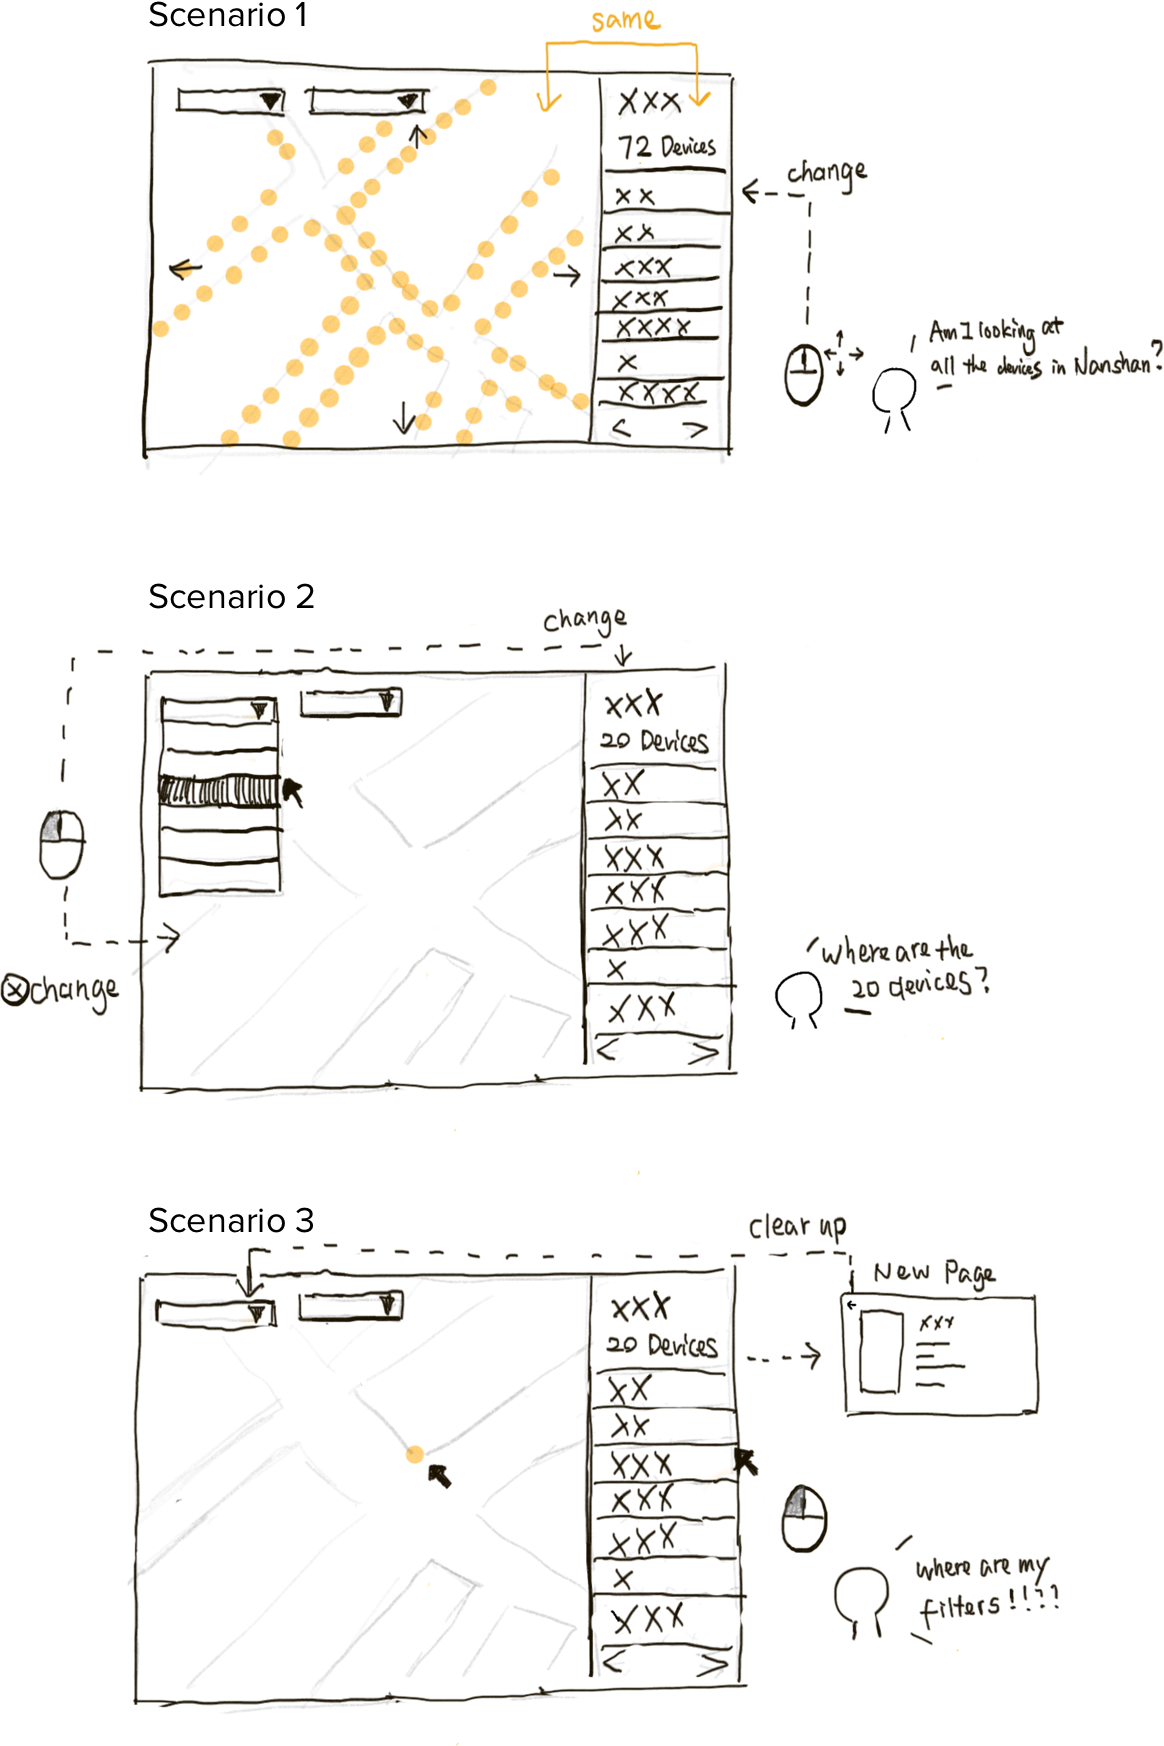 Scenario 1
same
XXX
72 Devices
XX
XX
XXX
XXX
XXXX
X
XXXX
< >
change
Am I looking at
all the devices in Nanshan?
Scenario 2
change
XXX
20 Devices
XX
XX
XXX
XXX
XXX
X
XXX
< >
change
where are the
20 devices?
Scenario 3
clear up
New Page
XXX
XXX
20 Devices
XX
XX
XXX
XXX
XXX
X
XXX
< >
where are my
filters!!??